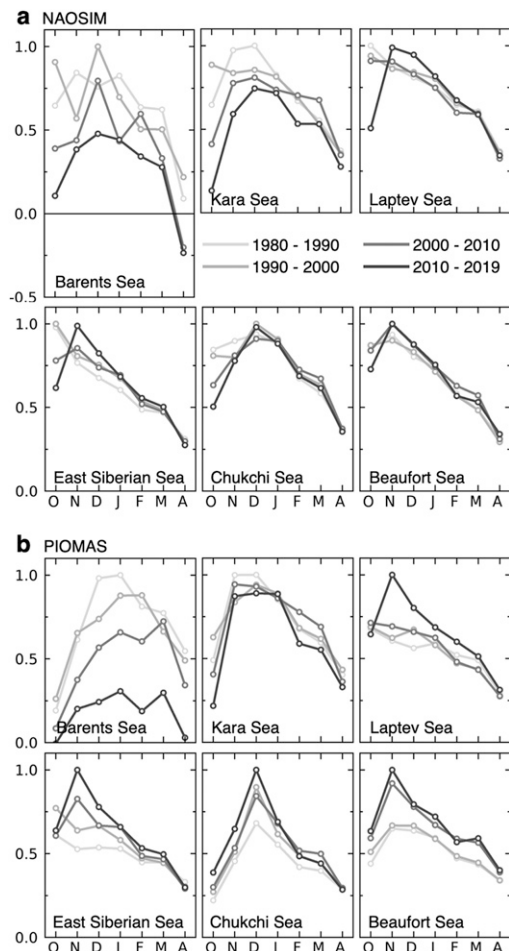 a NAOSIM
1.0
0.5
0.0
-0.5
Barents Sea
Kara Sea
Laptev Sea
1980 - 1990
2000 - 2010
1990 - 2000
2010 - 2019
1.0
0.5
0.0
East Siberian Sea
Chukchi Sea
Beaufort Sea
O N D J F M A
O N D J F M A
O N D J F M A
b PIOMAS
1.0
0.5
0.0
Barents Sea
Kara Sea
Laptev Sea
1.0
0.5
0.0
East Siberian Sea
Chukchi Sea
Beaufort Sea
O N D J F M A
O N D J F M A
O N D J F M A